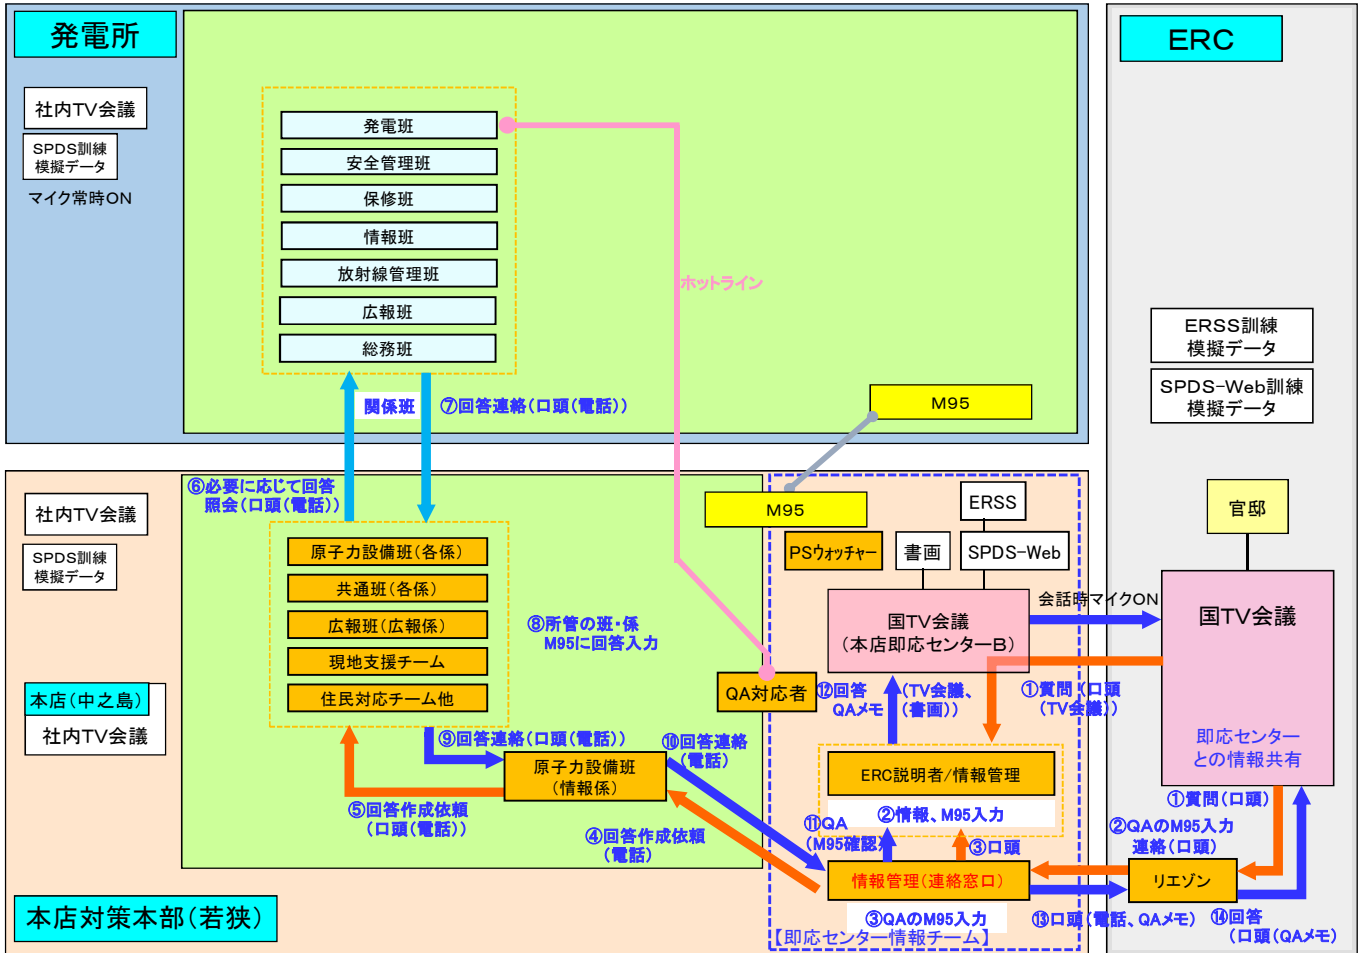 発電所
社内TV会議
SPDS訓練
模擬データ
マイク常時ON
発電班
安全管理班
保修班
情報班
放射線管理班
広報班
総務班
ホットライン
関係班
⑦回答連絡(口頭(電話))
M95
ERC
ERSS訓練
模擬データ
SPDS-Web訓練
模擬データ
官邸
国TV会議
即応センター
との情報共有
⑥必要に応じて回答
照会(口頭(電話))
社内TV会議
SPDS訓練
模擬データ
本店(中之島)
社内TV会議
原子力設備班(各係)
共通班(各係)
広報班(広報係)
現地支援チーム
住民対応チーム他
⑧所管の班・係
M95に回答入力
M95
PSウォッチャー
書画
ERSS
SPDS-Web
国TV会議
(本店即応センターB)
会話時マイクON
QA対応者
⑫回答
QAメモ
(TV会議、
(書画))
①質問(口頭
(TV会議))
⑨回答連絡(口頭(電話))
⑩回答連絡
(電話)
原子力設備班
(情報係)
⑤回答作成依頼
(口頭(電話))
④回答作成依頼
(電話)
ERC説明者/情報管理
②情報、M95入力
⑪QA
(M95確認
③口頭
情報管理(連絡窓口)
③QAのM95入力
【即応センター情報チーム】
①質問(口頭)
②QAのM95入力
連絡(口頭)
リエゾン
⑬口頭(電話、QAメモ)
⑭回答
(口頭(QAメモ)
本店対策本部(若狭)